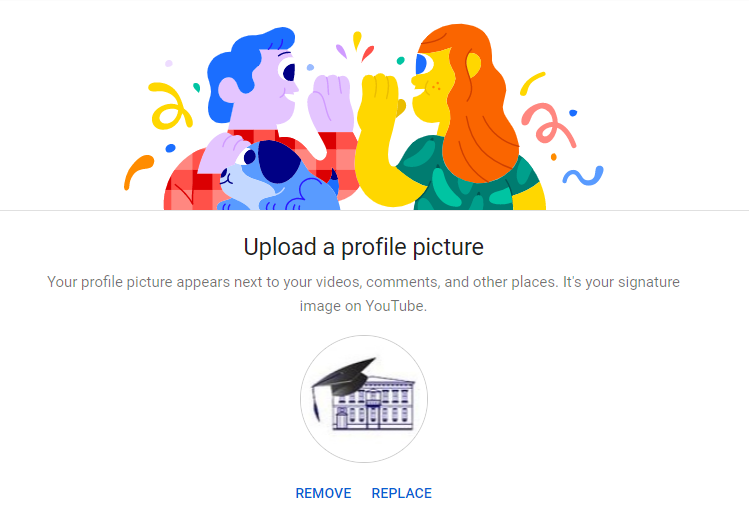 Upload a profile picture
Your profile picture appears next to your videos, comments, and other places. It's your signature
image on YouTube.
REMOVE REPLACE